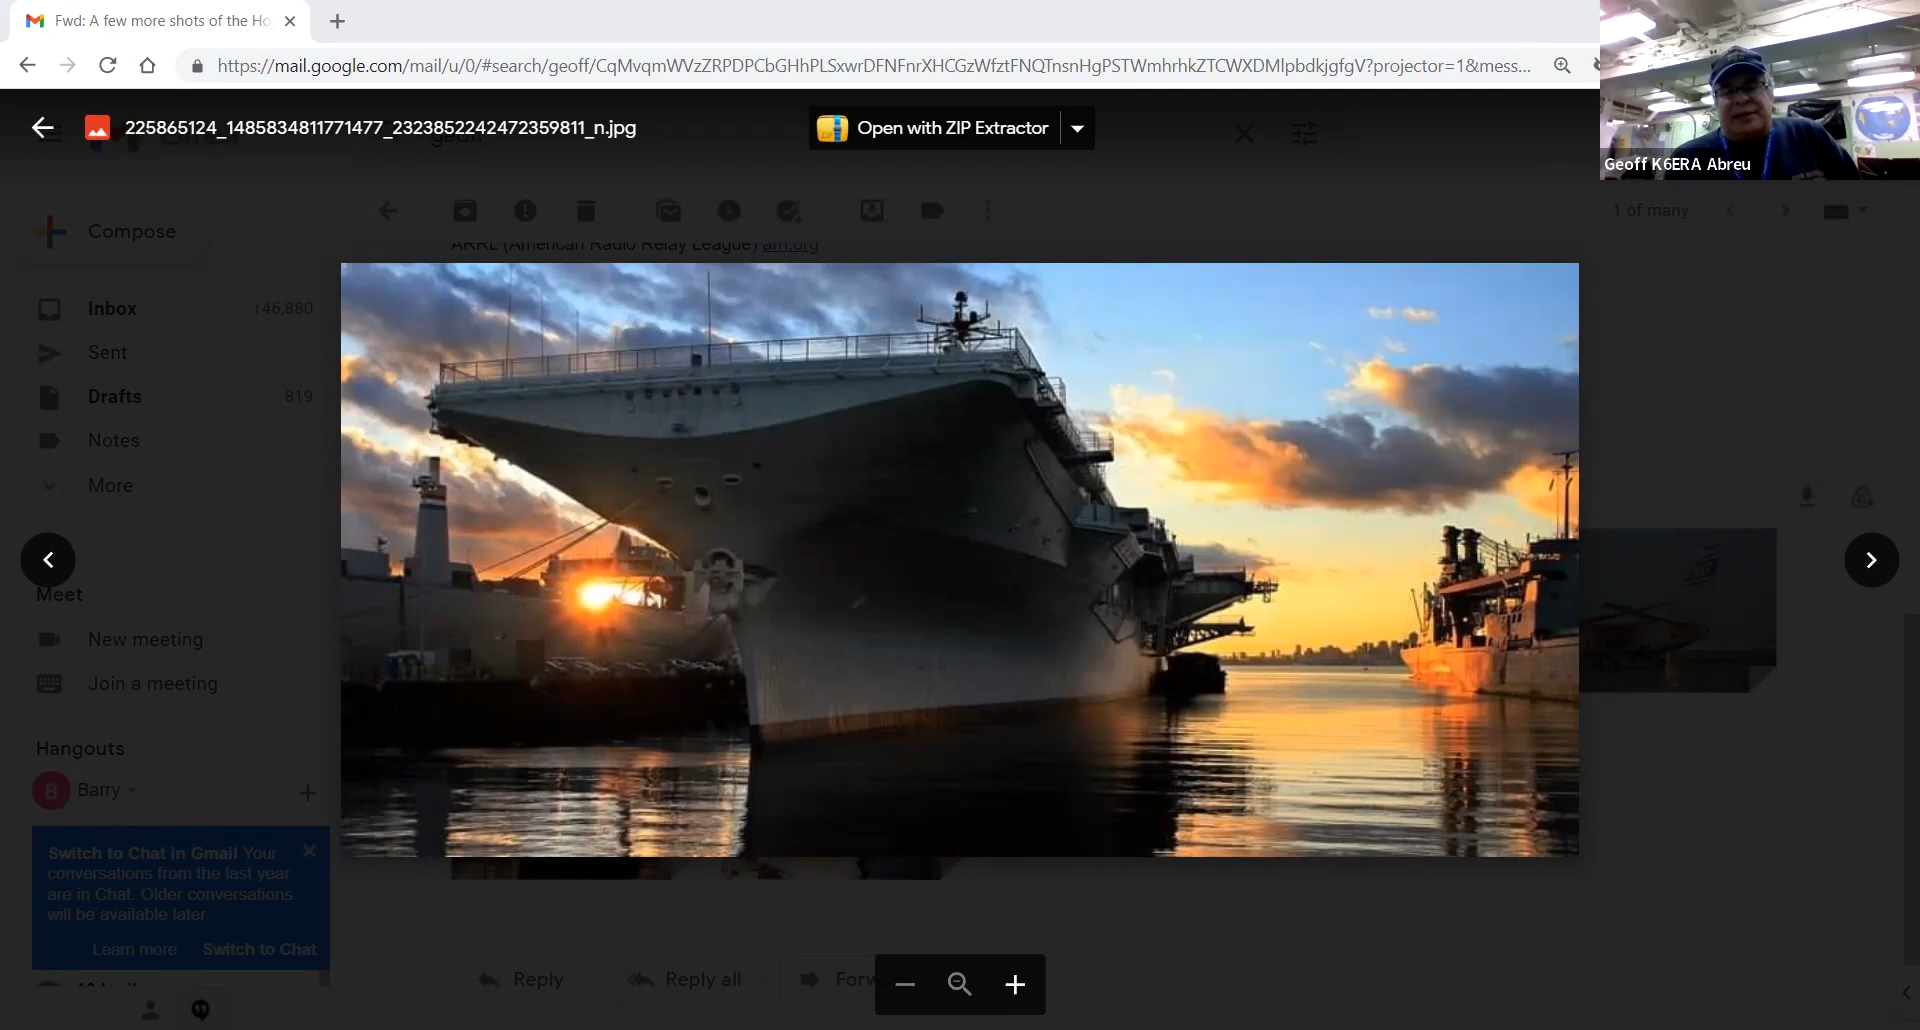 Fwd: A few more shots of the Ho
https://mail.google.com/mail/u/0/#search/geoff/CqMvqmWVzZRPDPCbGHhPLSxwrDFNFnrXHCGzWfztFNQTnsnHgPSTWmhrhkZTCWXDMlpbdkjgfgV?projector=1&mess...
225865124_1485834811771477_2323852242472359811_n.jpg
Open with ZIP Extractor
Geoff K6ERA Abreu
Compose
1 of many
ARRL (American Radio Relay League) arrl.org
Inbox 146,880
Sent
Drafts 819
Notes
More
Meet
New meeting
Join a meeting
Hangouts
B Barry
Switch to Chat in Gmail Your
conversations from the last year
are in Chat. Older conversations
will be available later.
Learn more Switch to Chat
Reply Reply all